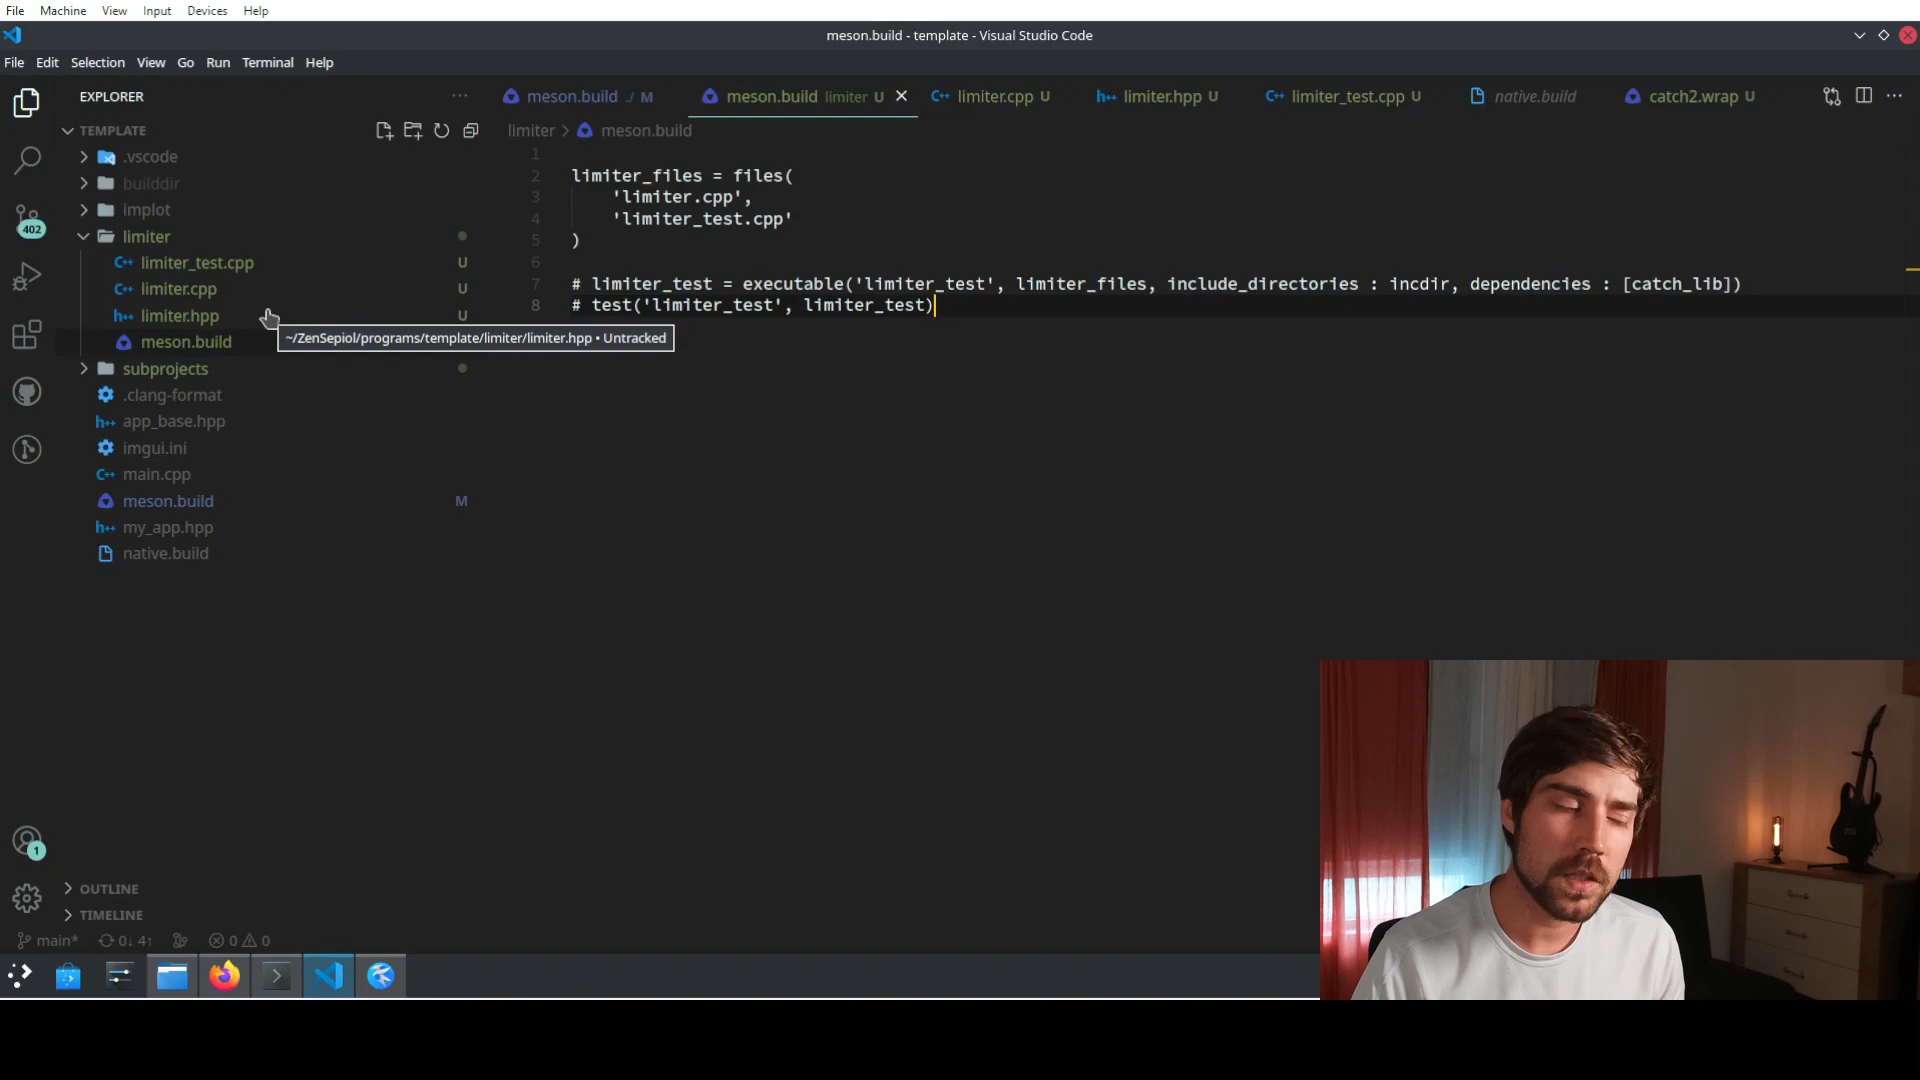 File Machine View Input Devices Help
meson.build - template - Visual Studio Code
File Edit Selection View Go Run Terminal Help
EXPLORER
meson.build ./ M
meson.build limiter U
limiter.cpp U
limiter.hpp U
limiter_test.cpp U
native.build
catch2.wrap U
TEMPLATE
limiter > meson.build
.vscode
builddir
implot
limiter
limiter_test.cpp U
limiter.cpp U
limiter.hpp U
meson.build
subprojects
.clang-format
app_base.hpp
imgui.ini
main.cpp
meson.build M
my_app.hpp
native.build
1
2 limiter_files = files(
3 'limiter.cpp',
4 'limiter_test.cpp'
5 )
6
7 # limiter_test = executable('limiter_test', limiter_files, include_directories : incdir, dependencies : [catch_lib])
8 # test('limiter_test', limiter_test)
~/ZenSepiol/programs/template/limiter/limiter.hpp • Untracked
402
1
OUTLINE
TIMELINE
main* 0↓ 4↑ 0 0